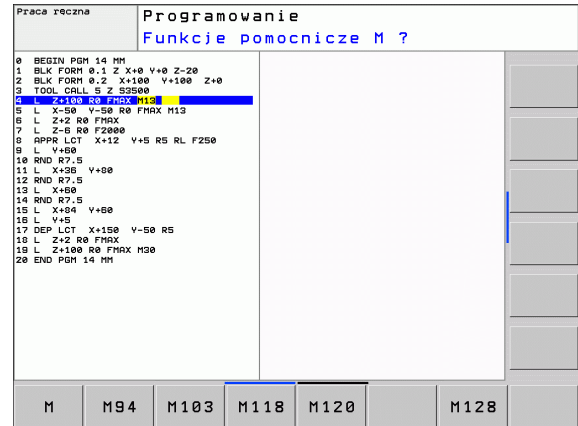 Praca ręczna
Programowanie
Funkcje pomocnicze M ?
0 BEGIN PGM 14 MM
1 BLK FORM 0.1 Z X+0 Y+0 Z-20
2 BLK FORM 0.2 X+100 Y+100 Z+0
3 TOOL CALL 5 Z S3500
4 L Z+100 R0 FMAX M13
5 L X-50 Y-50 R0 FMAX M13
6 L Z+2 R0 FMAX
7 L Z-6 R0 F2000
8 APPR LCT X+12 Y+5 R5 RL F250
9 L Y+60
10 RND R7.5
11 L X+36 Y+80
12 RND R7.5
13 L X+60
14 RND R7.5
15 L X+84 Y+60
16 L Y+5
17 DEP LCT X+150 Y-50 R5
18 L Z+2 R0 FMAX
19 L Z+100 R0 FMAX M30
20 END PGM 14 MM
M M94 M103 M118 M120 M128